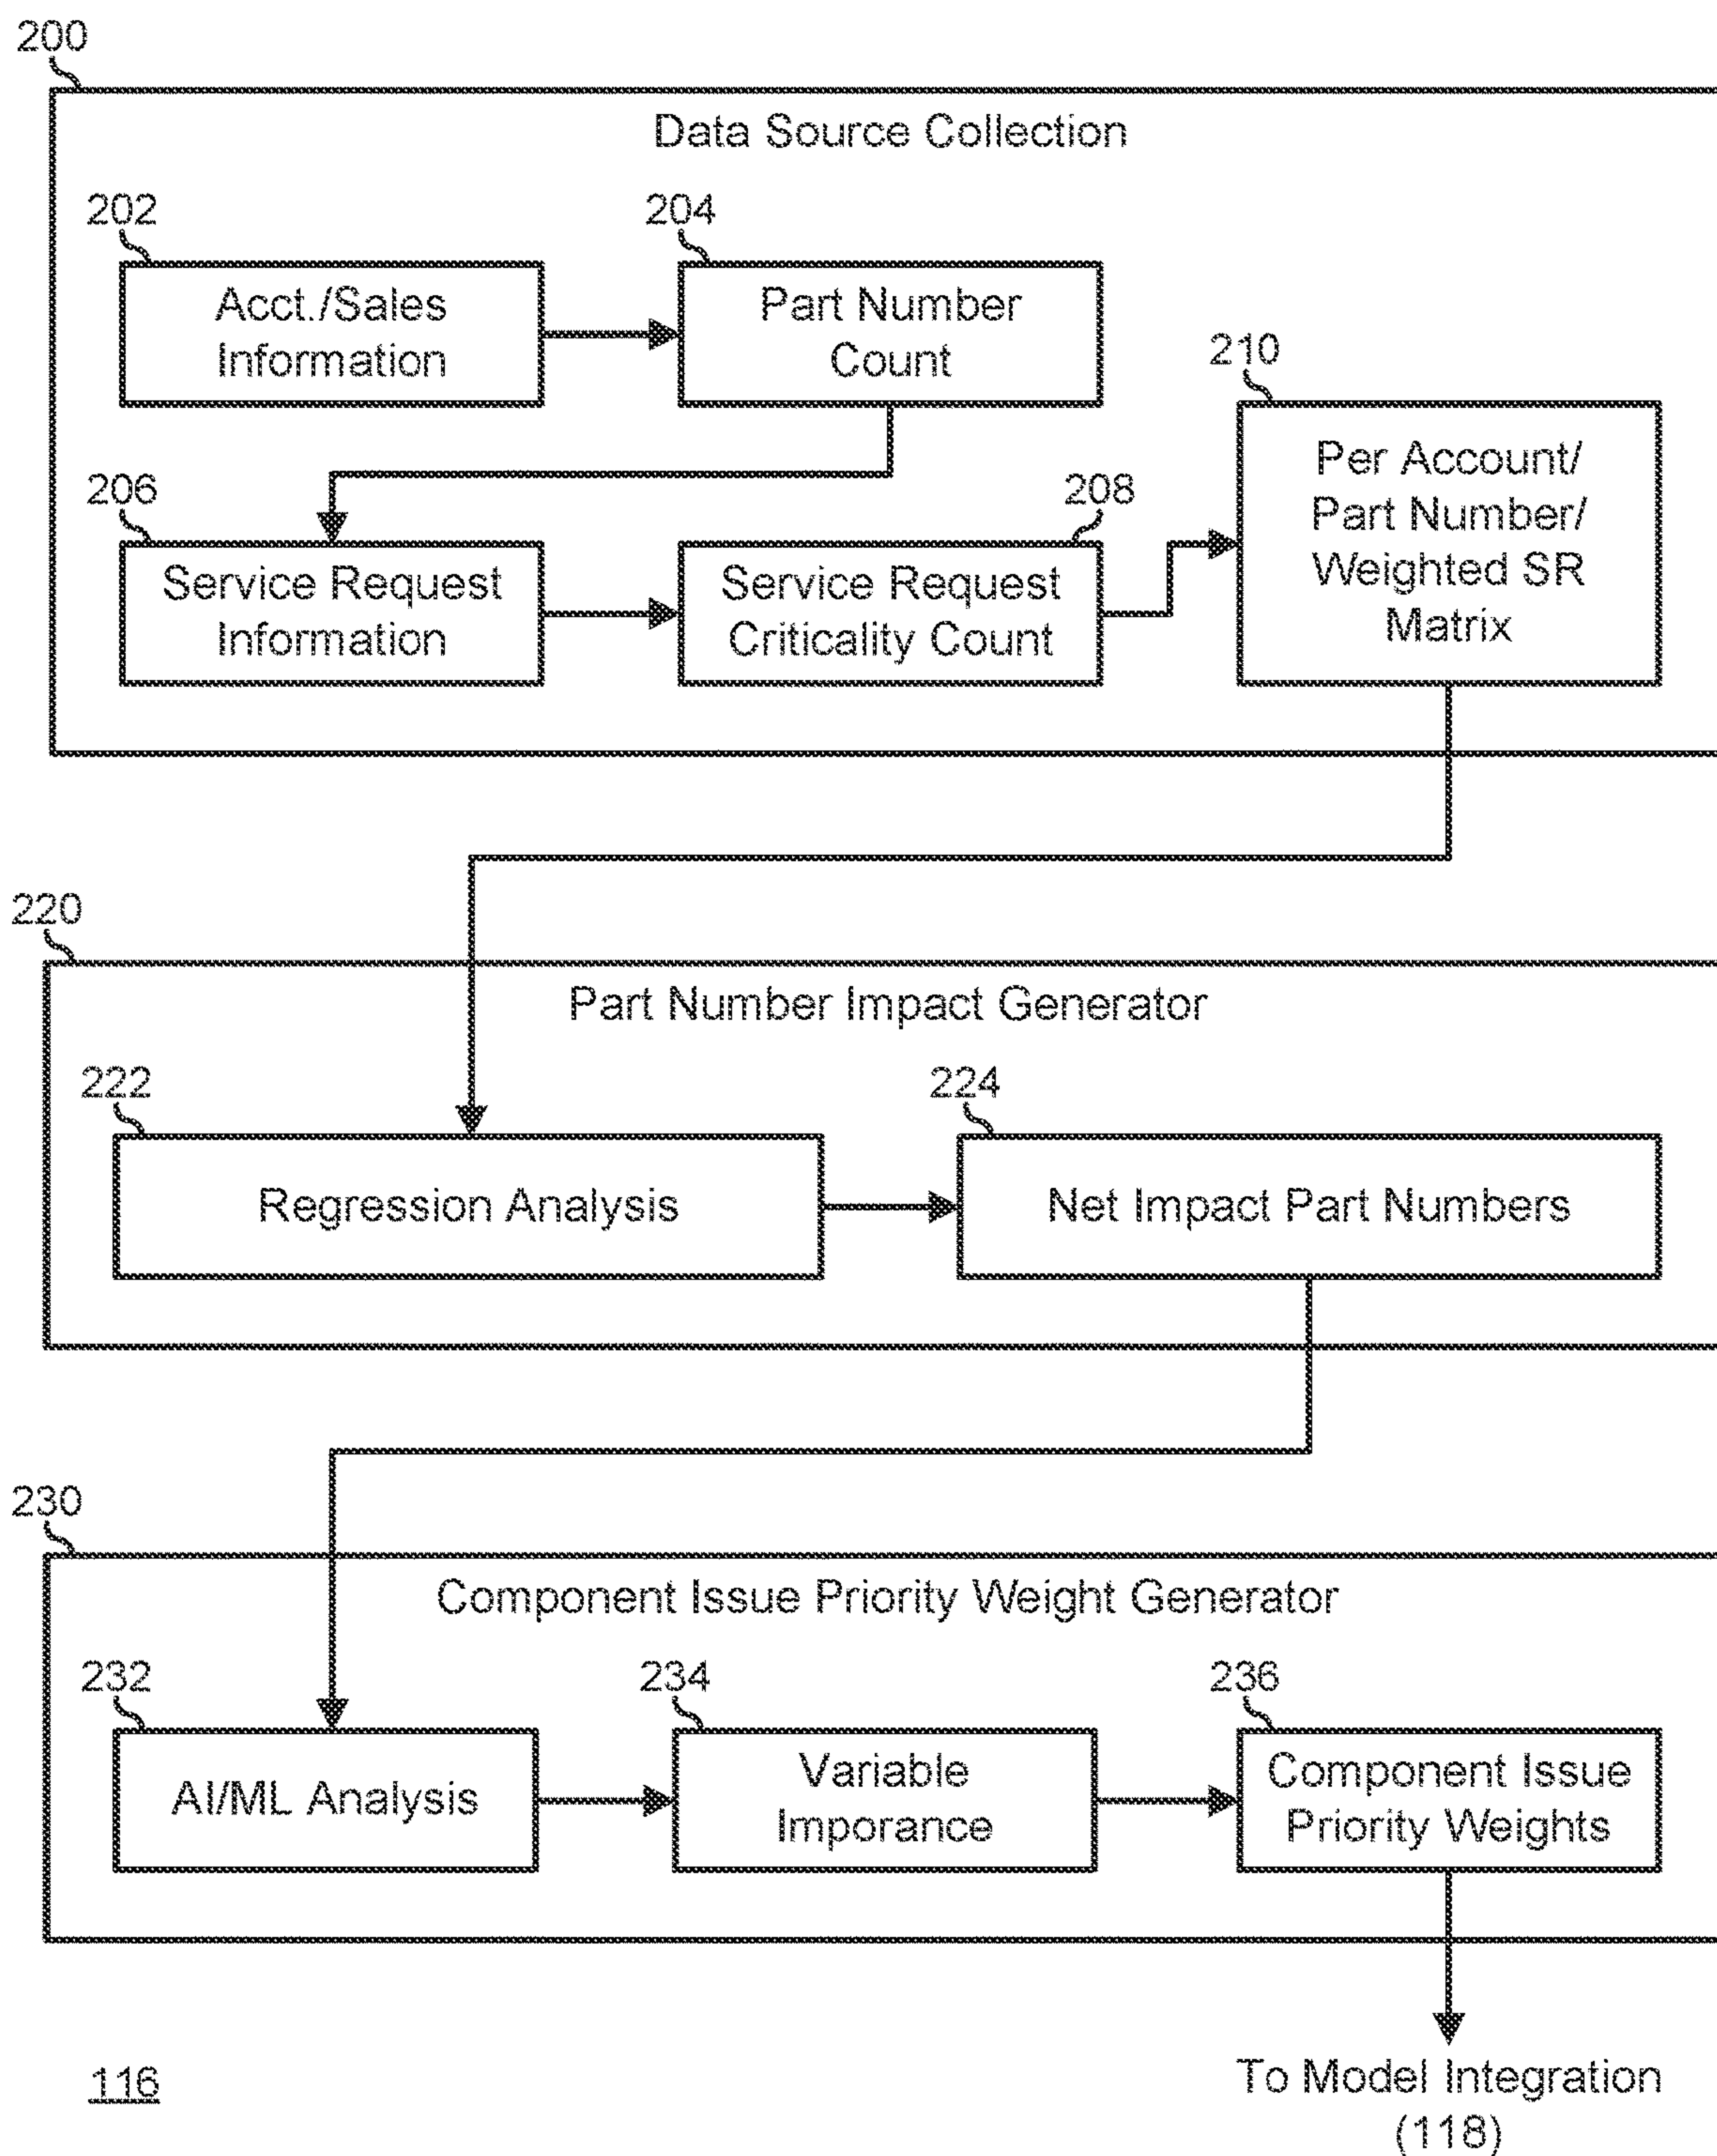 200
Data Source Collection
202
204
Acct./Sales
Information
Part Number
Count
210
Per Account/
Part Number/
Weighted SR
Matrix
206
208
Service Request
Information
Service Request
Criticality Count
220
Part Number Impact Generator
222
224
Regression Analysis
Net Impact Part Numbers
230
Component Issue Priority Weight Generator
232
234
236
AI/ML Analysis
Variable
Imporance
Component Issue
Priority Weights
116
To Model Integration
(118)